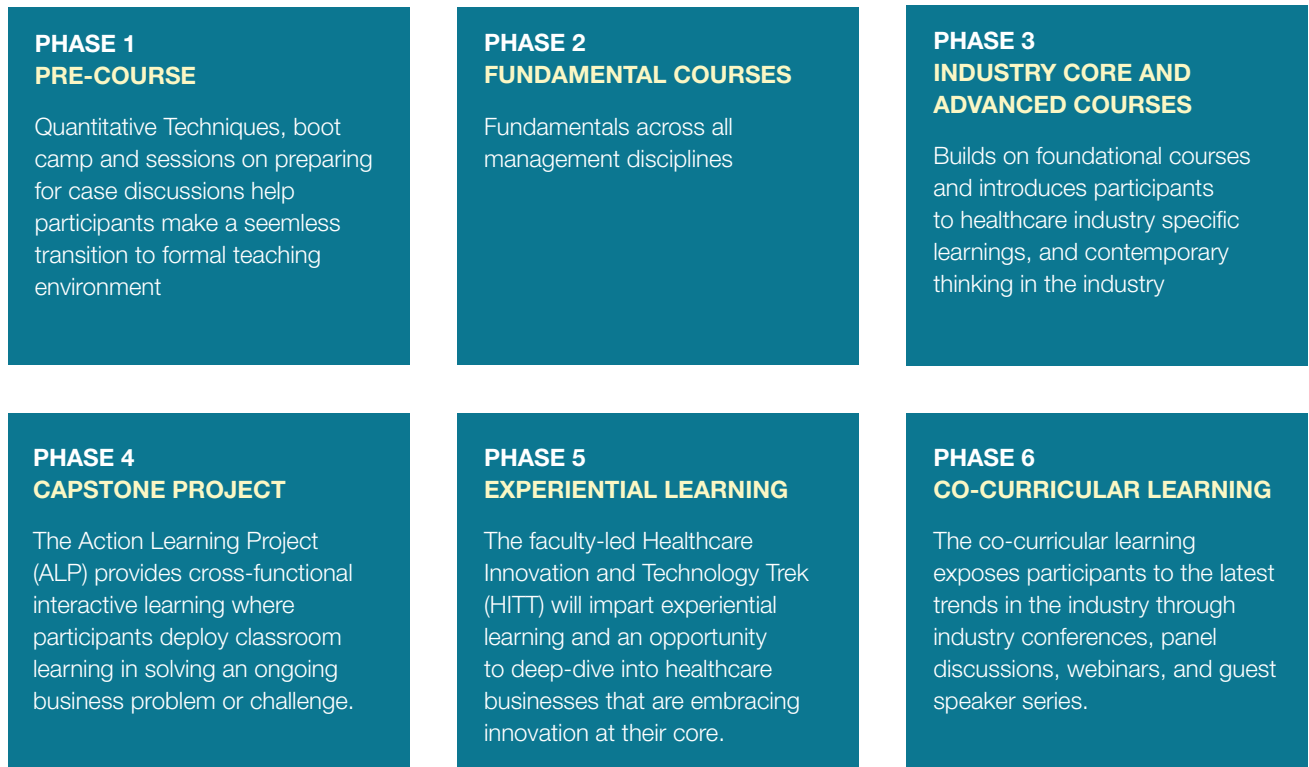 PHASE 1
PRE-COURSE
Quantitative Techniques, boot
camp and sessions on preparing
for case discussions help
participants make a seemless
transition to formal teaching
environment
PHASE 2
FUNDAMENTAL COURSES
Fundamentals across all
management disciplines
PHASE 3
INDUSTRY CORE AND
ADVANCED COURSES
Builds on foundational courses
and introduces participants
to healthcare industry specific
learnings, and contemporary
thinking in the industry
PHASE 4
CAPSTONE PROJECT
The Action Learning Project
(ALP) provides cross-functional
interactive learning where
participants deploy classroom
learning in solving an ongoing
business problem or challenge.
PHASE 5
EXPERIENTIAL LEARNING
The faculty-led Healthcare
Innovation and Technology Trek
(HITT) will impart experiential
learning and an opportunity
to deep-dive into healthcare
businesses that are embracing
innovation at their core.
PHASE 6
CO-CURRICULAR LEARNING
The co-curricular learning
exposes participants to the latest
trends in the industry through
industry conferences, panel
discussions, webinars, and guest
speaker series.